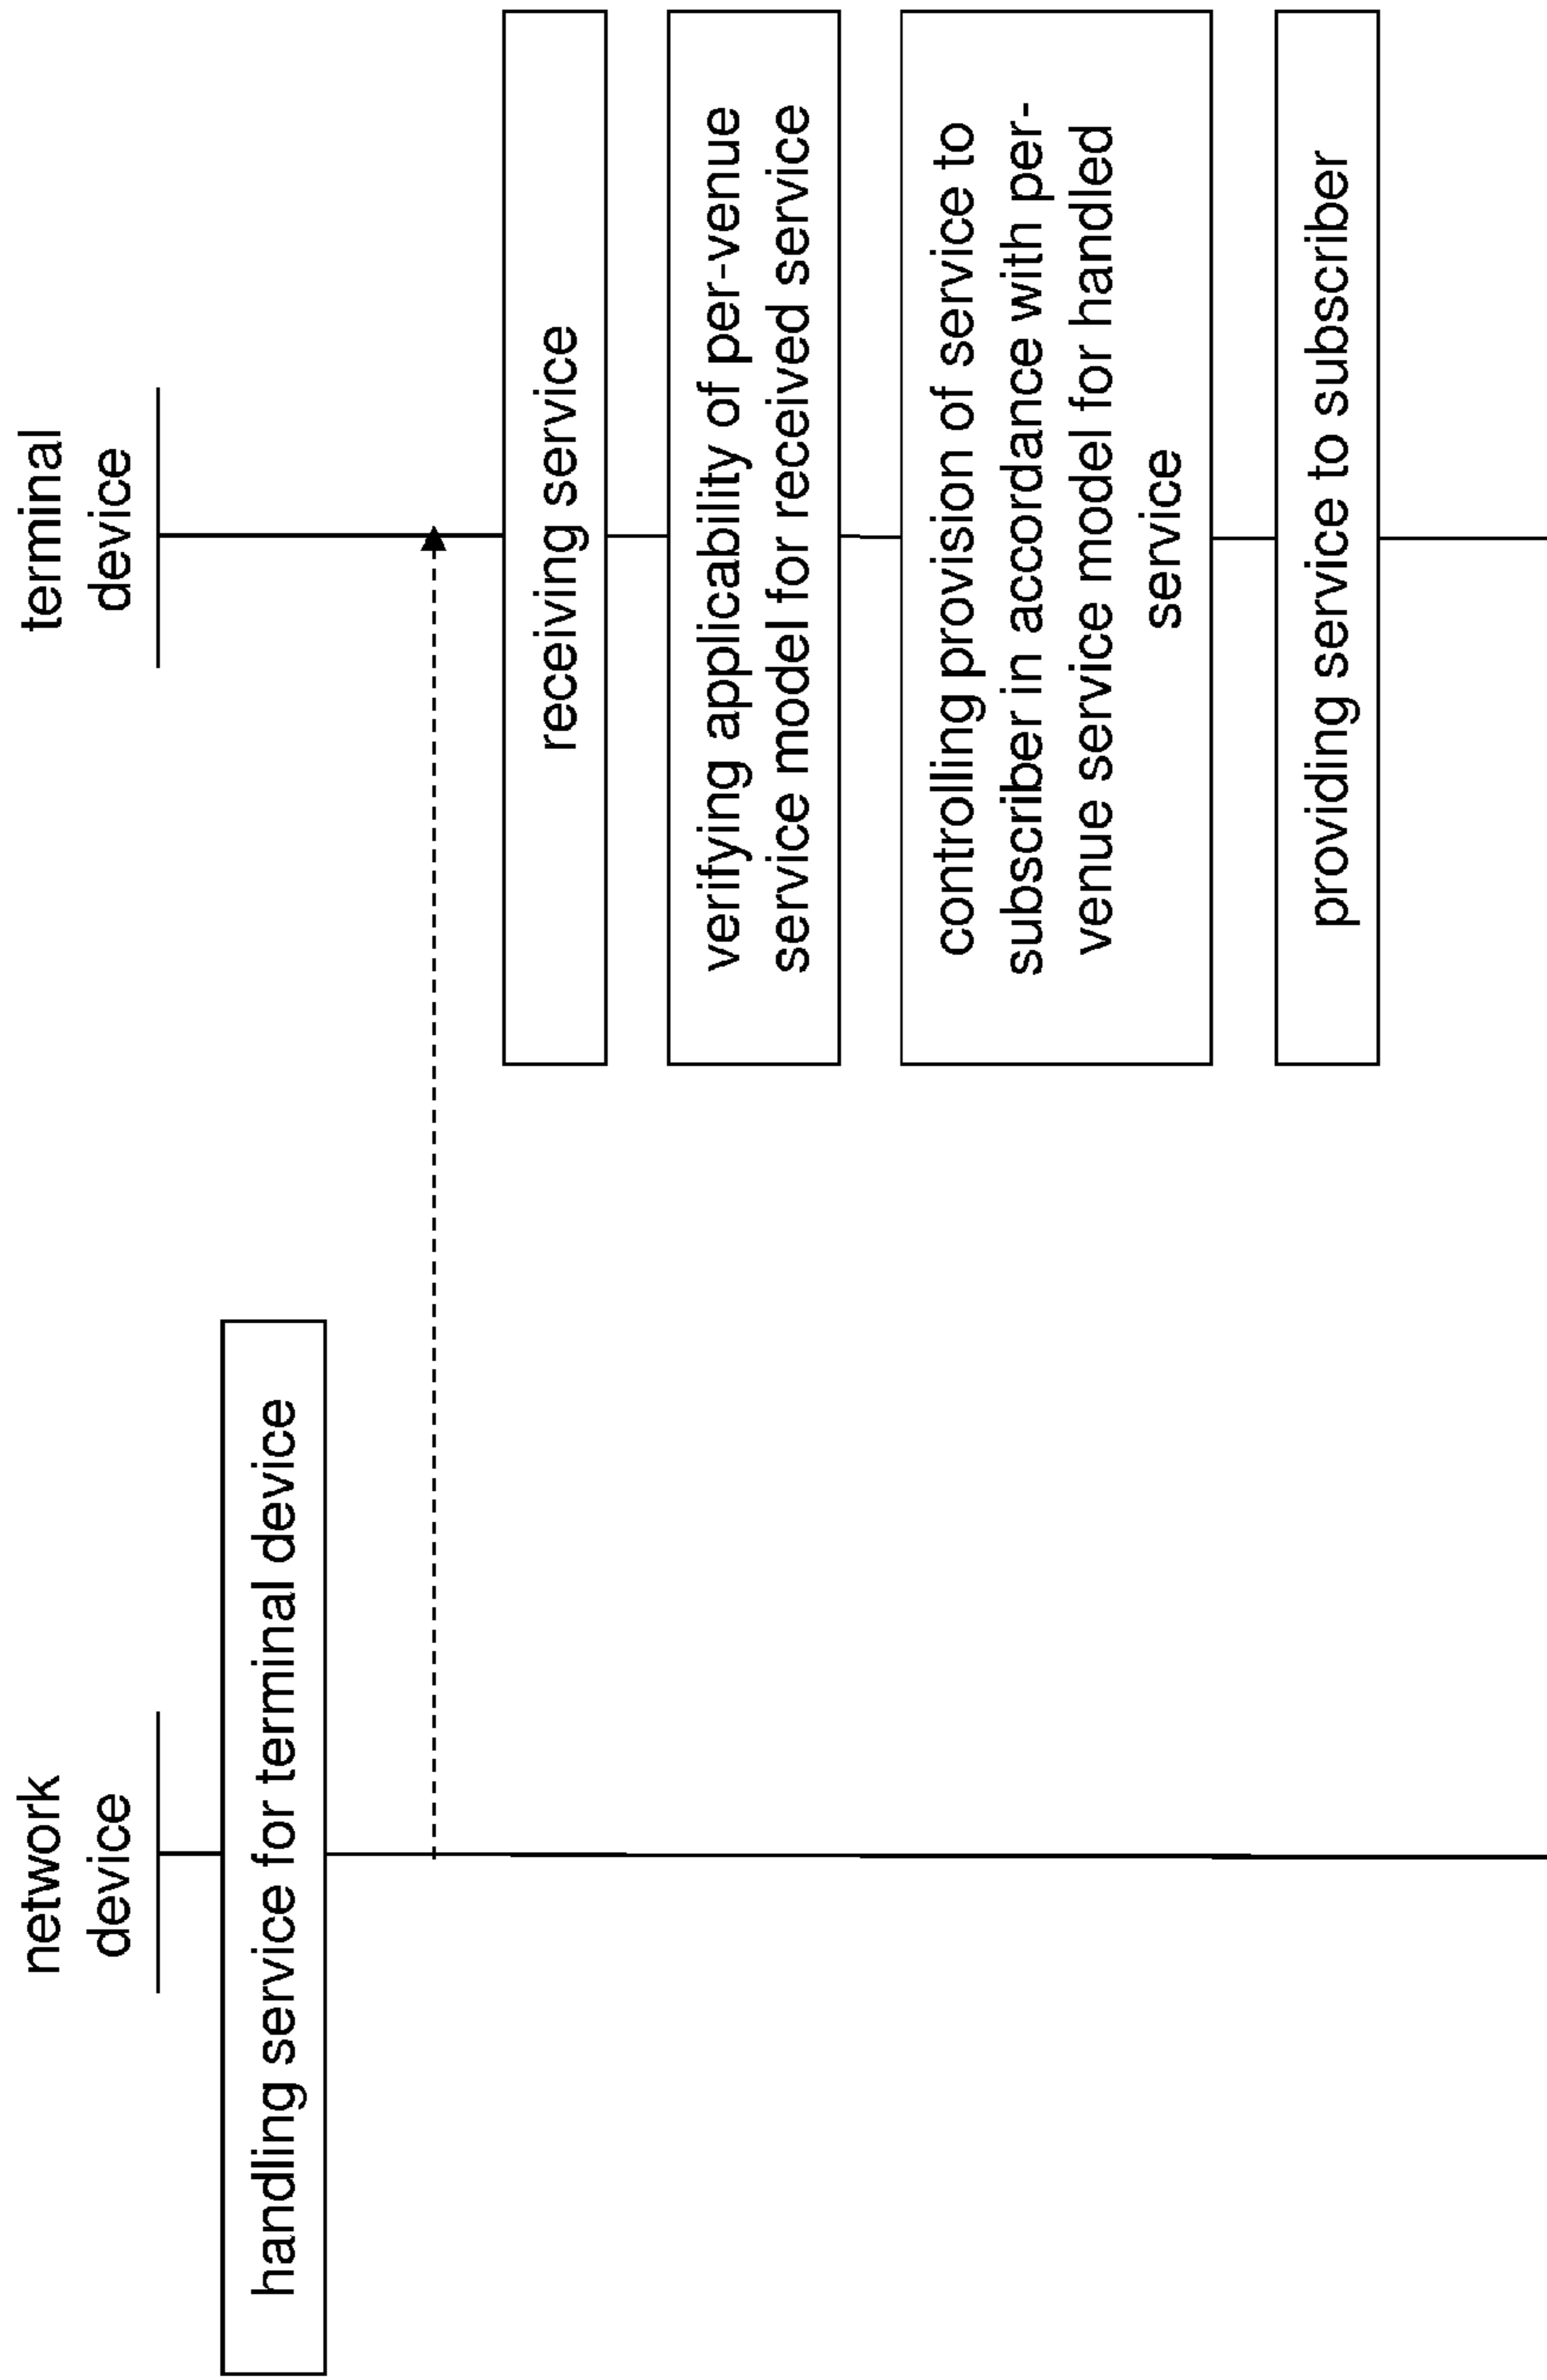 network
device
terminal
device
handling service for terminal device
receiving service
verifying applicability of per-venue
service model for received service
controlling provision of service to
subscriber in accordance with per-
venue service model for handled
service
providing service to subscriber